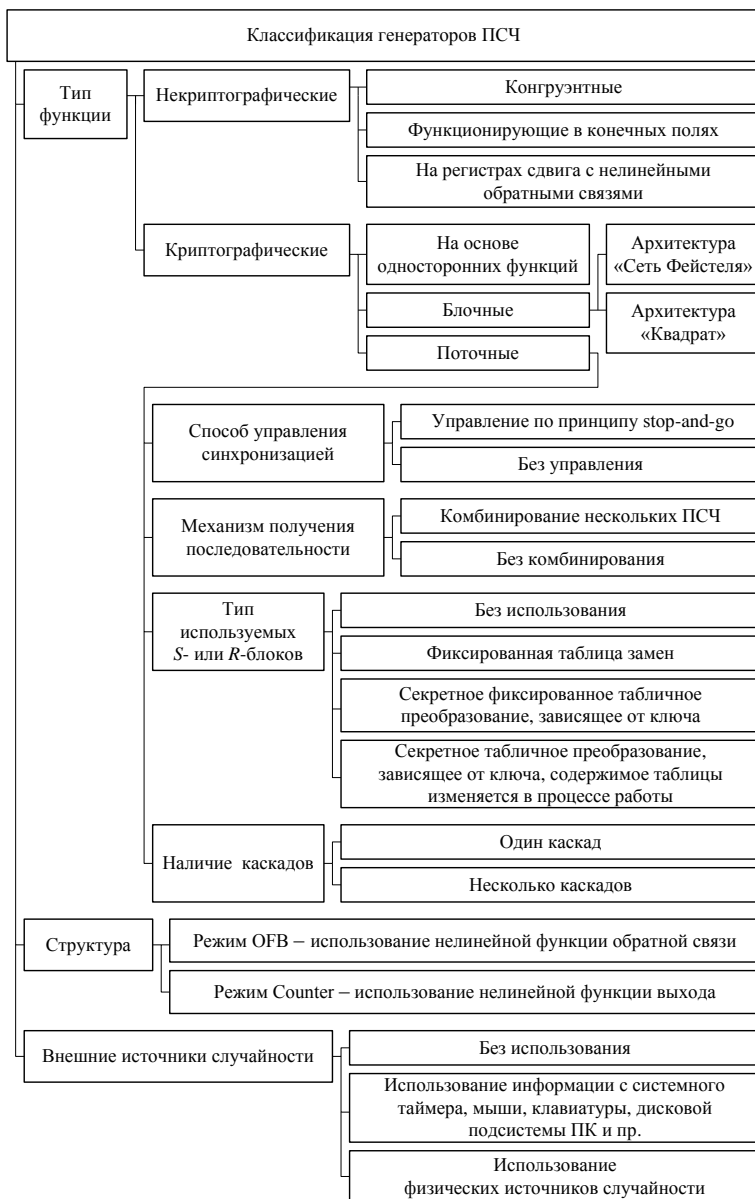 Классификация генераторов ПСЧ
Тип
функции
Некриптографические
Конгруэнтные
Функционирующие в конечных полях
На регистрах сдвига с нелинейными
обратными связями
Криптографические
На основе
односторонних функций
Архитектура
«Сеть Фейстеля»
Блочные
Архитектура
«Квадрат»
Поточные
Способ управления
синхронизацией
Управление по принципу stop-and-go
Без управления
Механизм получения
последовательности
Комбинирование нескольких ПСЧ
Без комбинирования
Тип
используемых
S- или R-блоков
Без использования
Фиксированная таблица замен
Секретное фиксированное табличное
преобразование, зависящее от ключа
Секретное табличное преобразование,
зависящее от ключа, содержимое таблицы
изменяется в процессе работы
Наличие каскадов
Один каскад
Несколько каскадов
Структура
Режим OFB – использование нелинейной функции обратной связи
Режим Counter – использование нелинейной функции выхода
Внешние источники случайности
Без использования
Использование информации с системного
таймера, мыши, клавиатуры, дисковой
подсистемы ПК и пр.
Использование
физических источников случайности